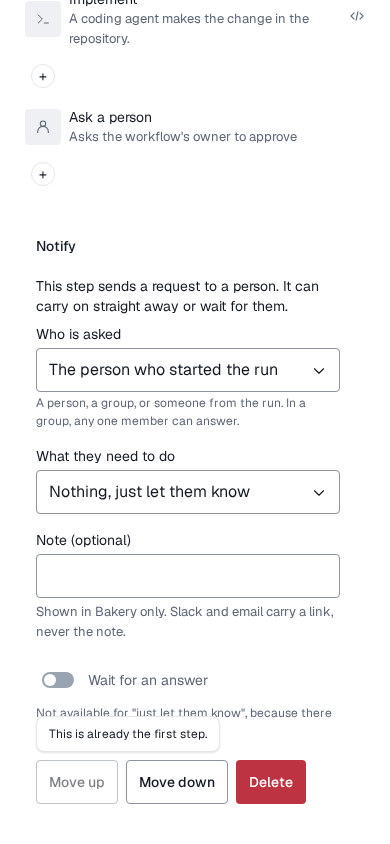 Implement
A coding agent makes the change in the
repository.
Ask a person
Asks the workflow's owner to approve
Notify
This step sends a request to a person. It can
carry on straight away or wait for them.
Who is asked
The person who started the run
A person, a group, or someone from the run. In a
group, any one member can answer.
What they need to do
Nothing, just let them know
Note (optional)
Shown in Bakery only. Slack and email carry a link,
never the note.
Wait for an answer
Not available for "just let them know", because there
This is already the first step.
Move up
Move down
Delete